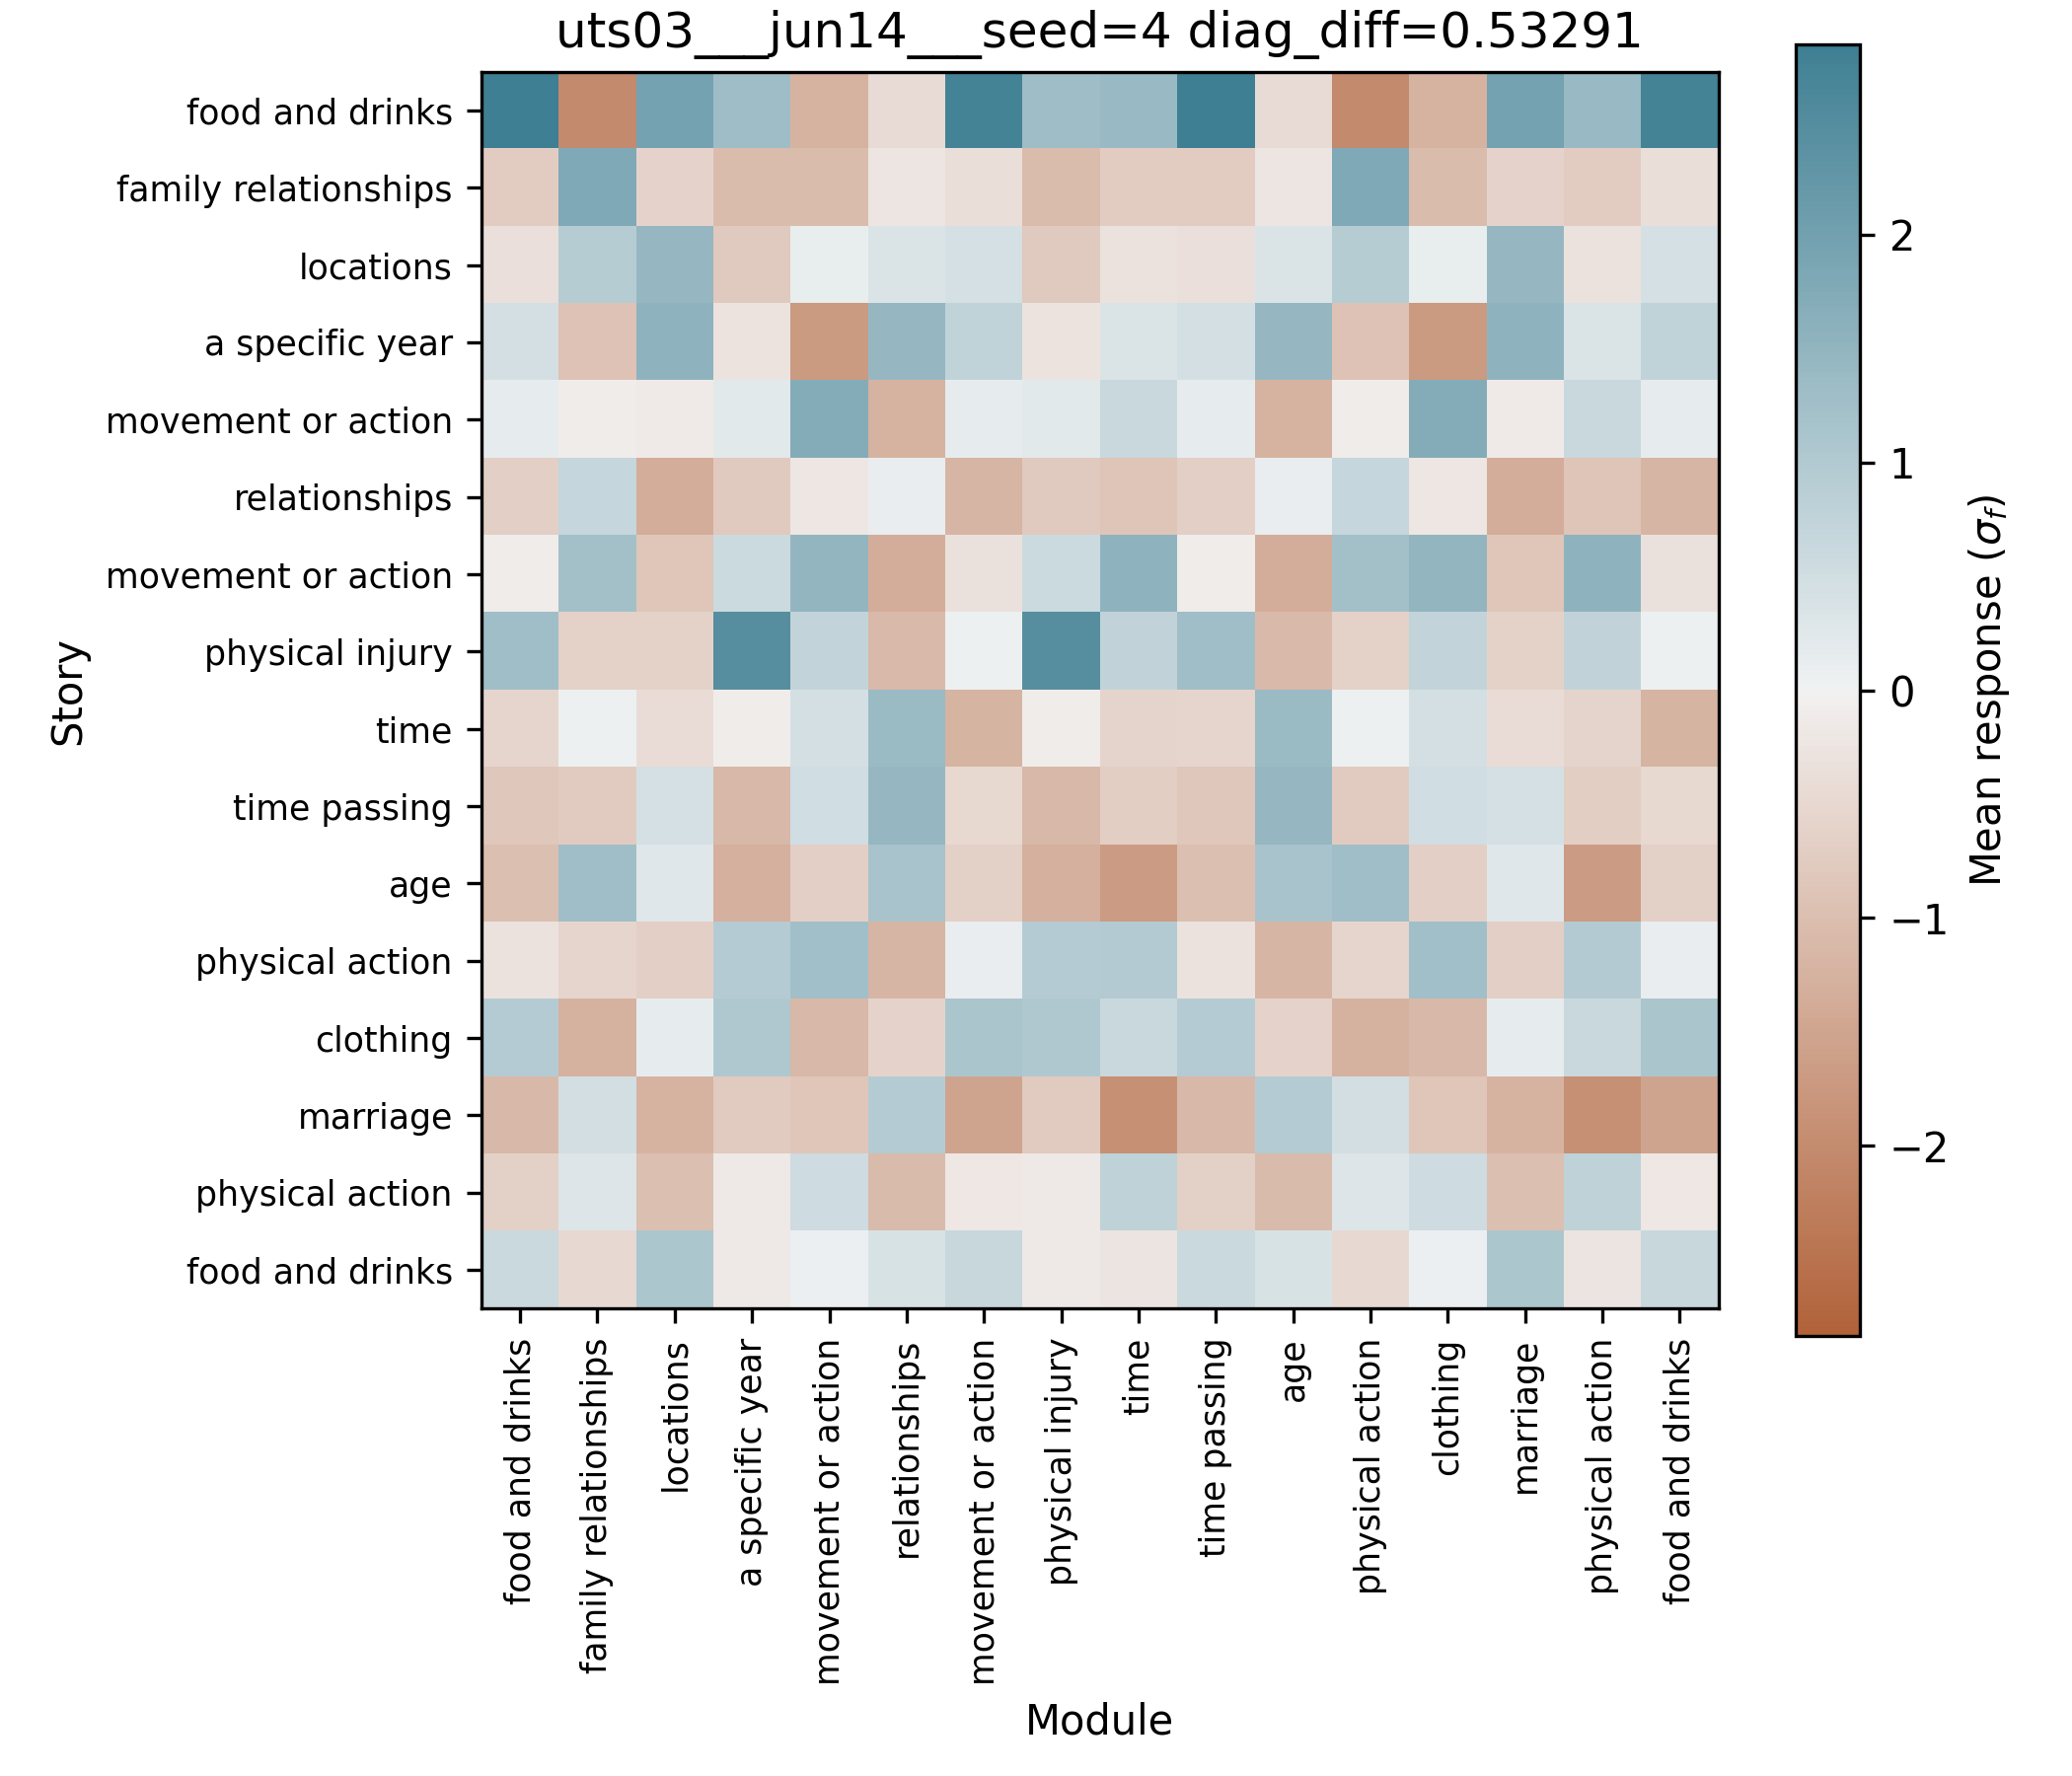 uts03___jun14___seed=4 diag_diff=0.53291
food and drinks
family relationships
locations
a specific year
movement or action
relationships
movement or action
physical injury
time
time passing
age
physical action
clothing
marriage
physical action
food and drinks
Story
food and drinks
family relationships
locations
a specific year
movement or action
relationships
movement or action
physical injury
time
time passing
age
physical action
clothing
marriage
physical action
food and drinks
Module
2
1
0
−1
−2
Mean response (σ_f)